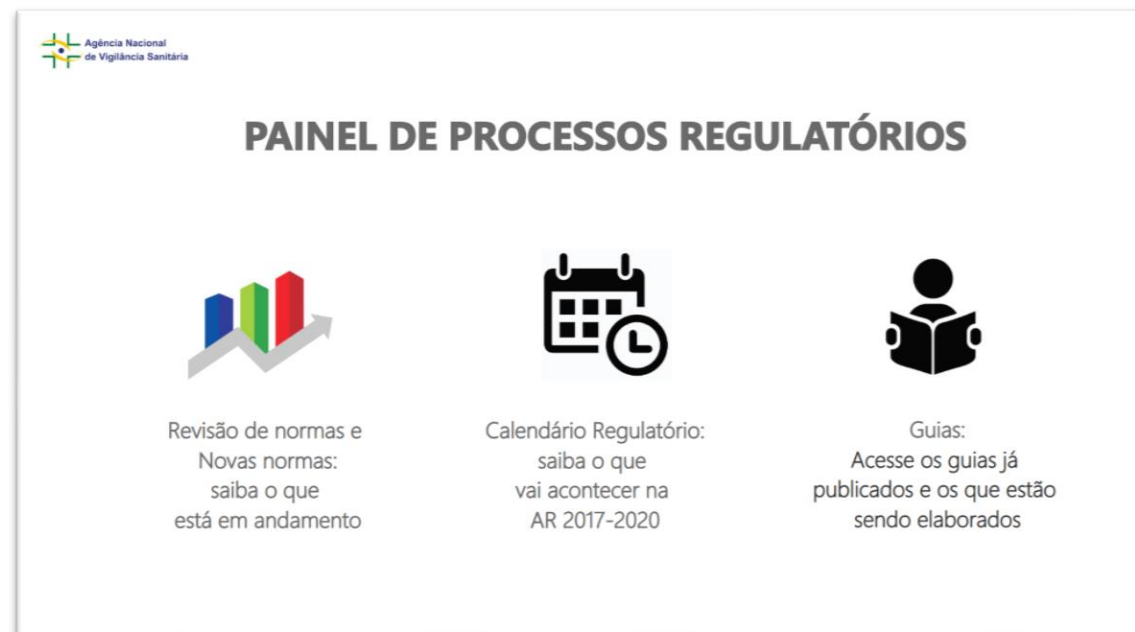 Agência Nacional
de Vigilância Sanitária
PAINEL DE PROCESSOS REGULATÓRIOS
Revisão de normas e
Novas normas:
saiba o que
está em andamento
Calendário Regulatório:
saiba o que
vai acontecer na
AR 2017-2020
Guias:
Acesse os guias já
publicados e os que estão
sendo elaborados